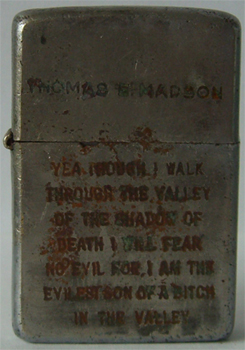 THOMAS E. MADSON
YEA THOUGH I WALK
THROUGH THE VALLEY
OF THE SHADOW OF
DEATH I WILL FEAR
NO EVIL FOR I AM THE
EVILEST SON OF A BITCH
IN THE VALLEY